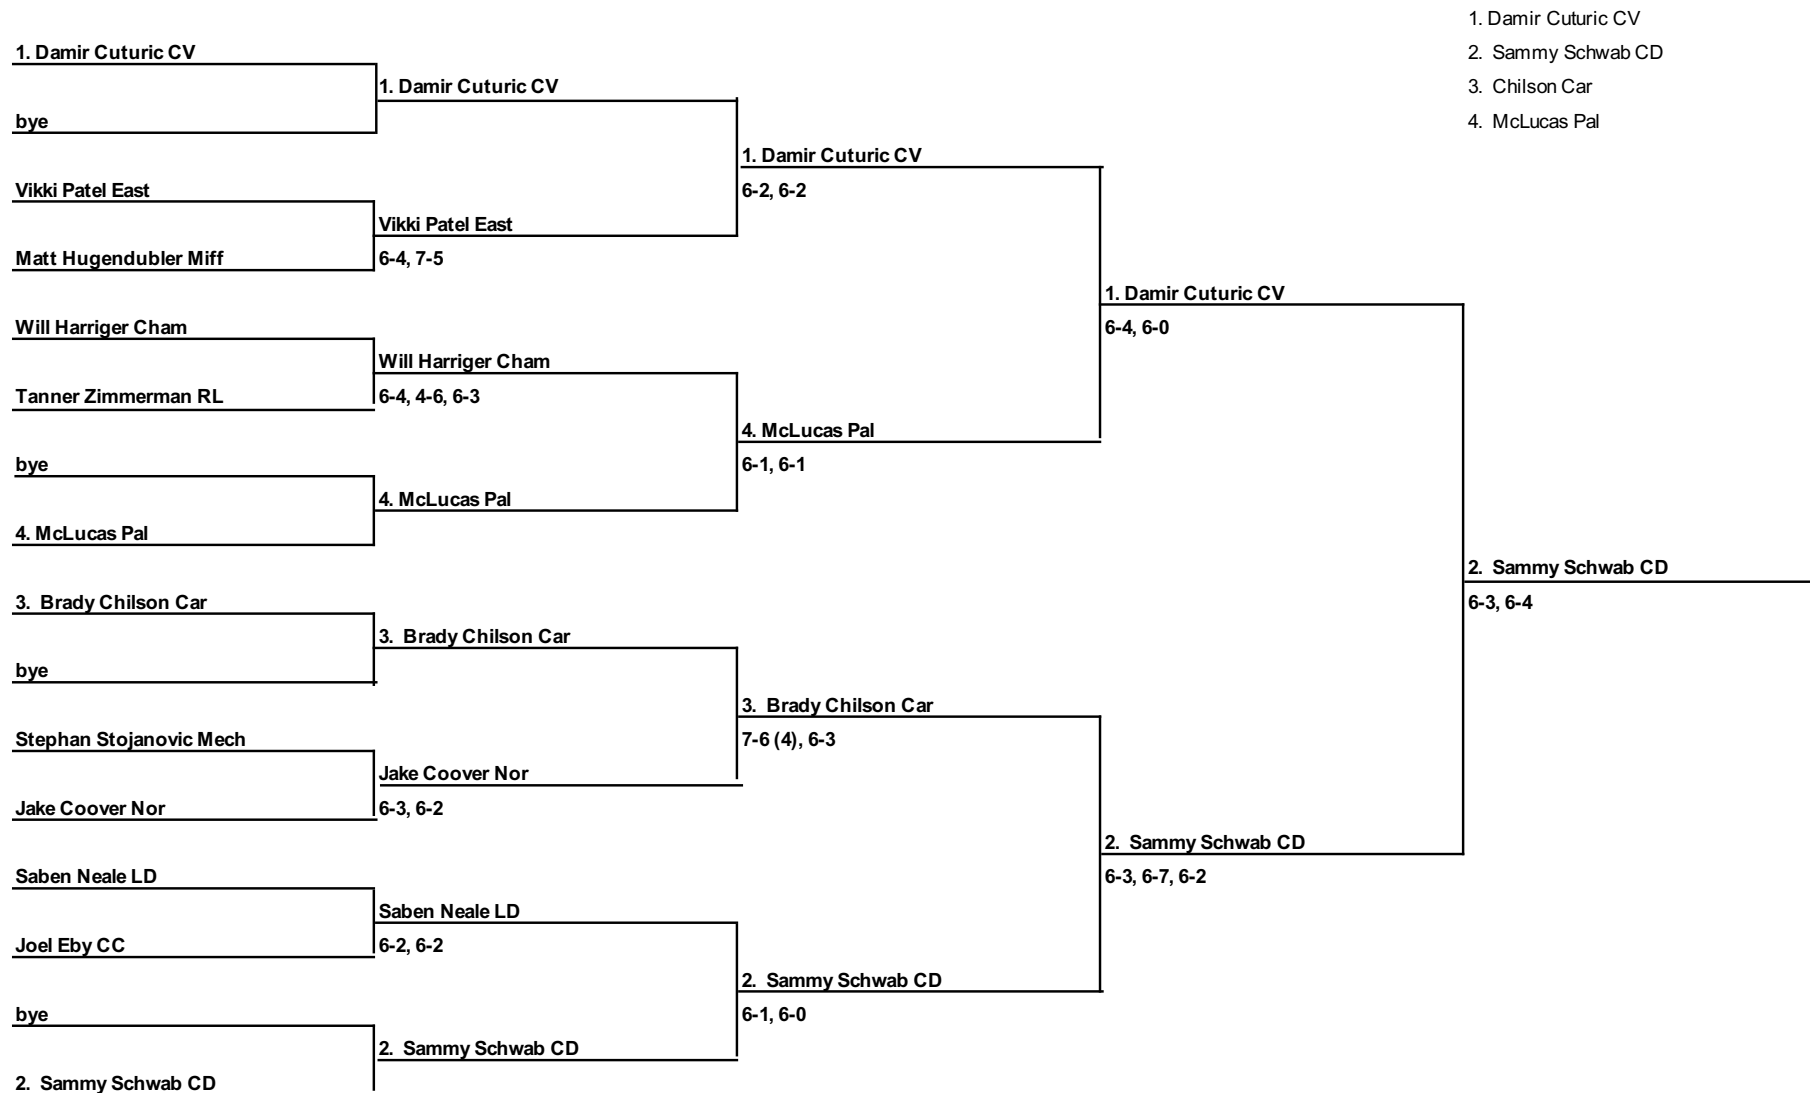 1. Damir Cuturic CV
2. Sammy Schwab CD
3. Chilson Car
4. McLucas Pal
1. Damir Cuturic CV
bye
Vikki Patel East
Matt Hugendubler Miff
Will Harriger Cham
Tanner Zimmerman RL
bye
4. McLucas Pal
3. Brady Chilson Car
bye
Stephan Stojanovic Mech
Jake Coover Nor
Saben Neale LD
Joel Eby CC
bye
2. Sammy Schwab CD
1. Damir Cuturic CV
Vikki Patel East
6-4, 7-5
Will Harriger Cham
6-4, 4-6, 6-3
4. McLucas Pal
3. Brady Chilson Car
Jake Coover Nor
6-3, 6-2
Saben Neale LD
6-2, 6-2
2. Sammy Schwab CD
1. Damir Cuturic CV
6-2, 6-2
4. McLucas Pal
6-1, 6-1
3. Brady Chilson Car
7-6 (4), 6-3
2. Sammy Schwab CD
6-1, 6-0
1. Damir Cuturic CV
6-4, 6-0
2. Sammy Schwab CD
6-3, 6-7, 6-2
2. Sammy Schwab CD
6-3, 6-4